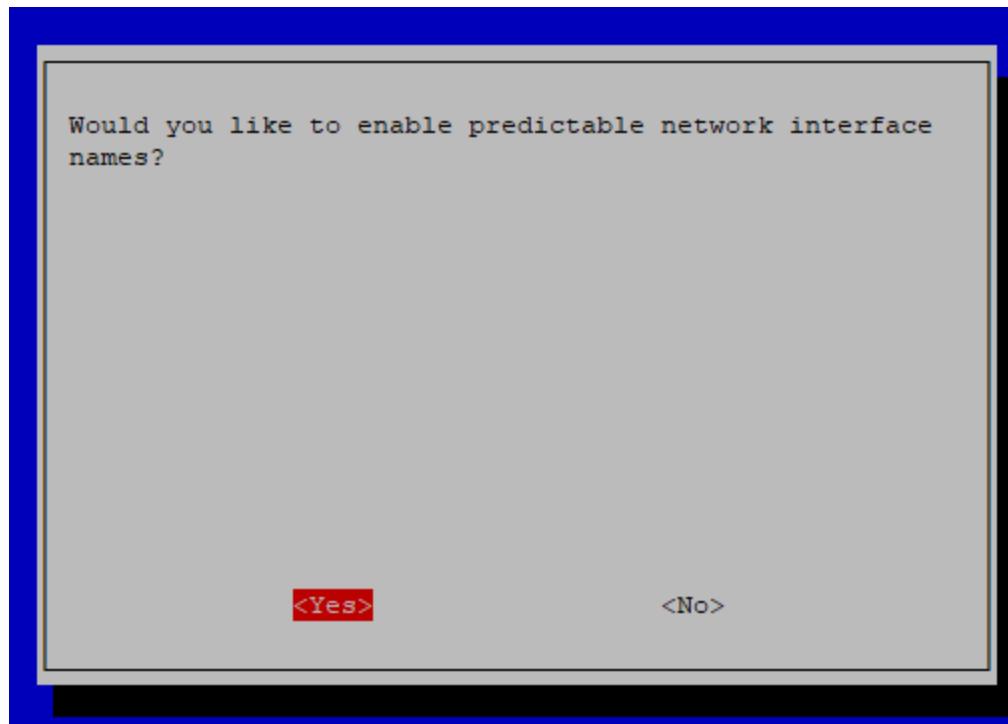 Would you like to enable predictable network interface
names?
<Yes> <No>